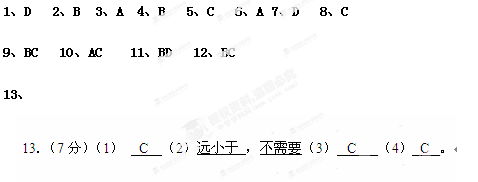 1、D 2、B 3、A 4、B 5、C 6、A 7、D 8、C
9、BC 10、AC 11、BD 12、BC
13、
13.（7分）（1） C （2）远小于，不需要（3） C （4） C 。